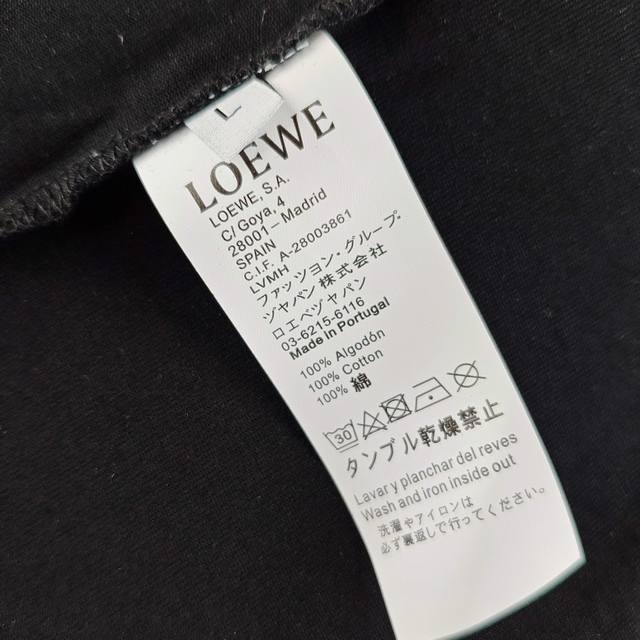 L
LOEWE
LOEWE, S.A.
C/ Goya, 4
28001 – Madrid
SPAIN
C.I.F. A-28003861
LVMH
ファッツョン・グループ・
ヅャパン株式会社
ロエベヅャパン
03-6215-6116
Made in Portugal
100% Algodón
100% Cotton
100% 綿
30
タンブル乾燥禁止
Lavar y planchar del reves
Wash and iron inside out
洗濯やアイロンは
必ず裏返しで行ってください。